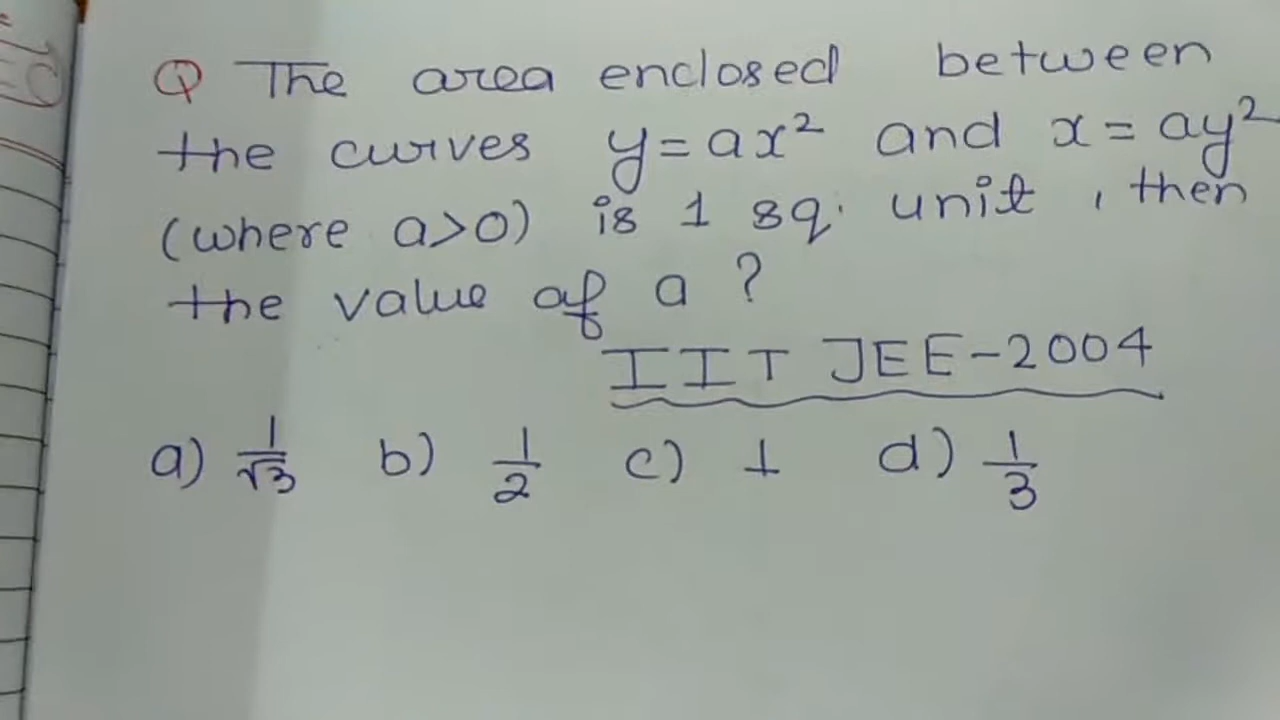 Q The area enclosed between
the curves y=ax² and x=ay²
(where a>0) is 1 sq. unit, then
the value of a ?
IIT JEE-2004
a) 1/√3 b) 1/2 c) 1 d) 1/3